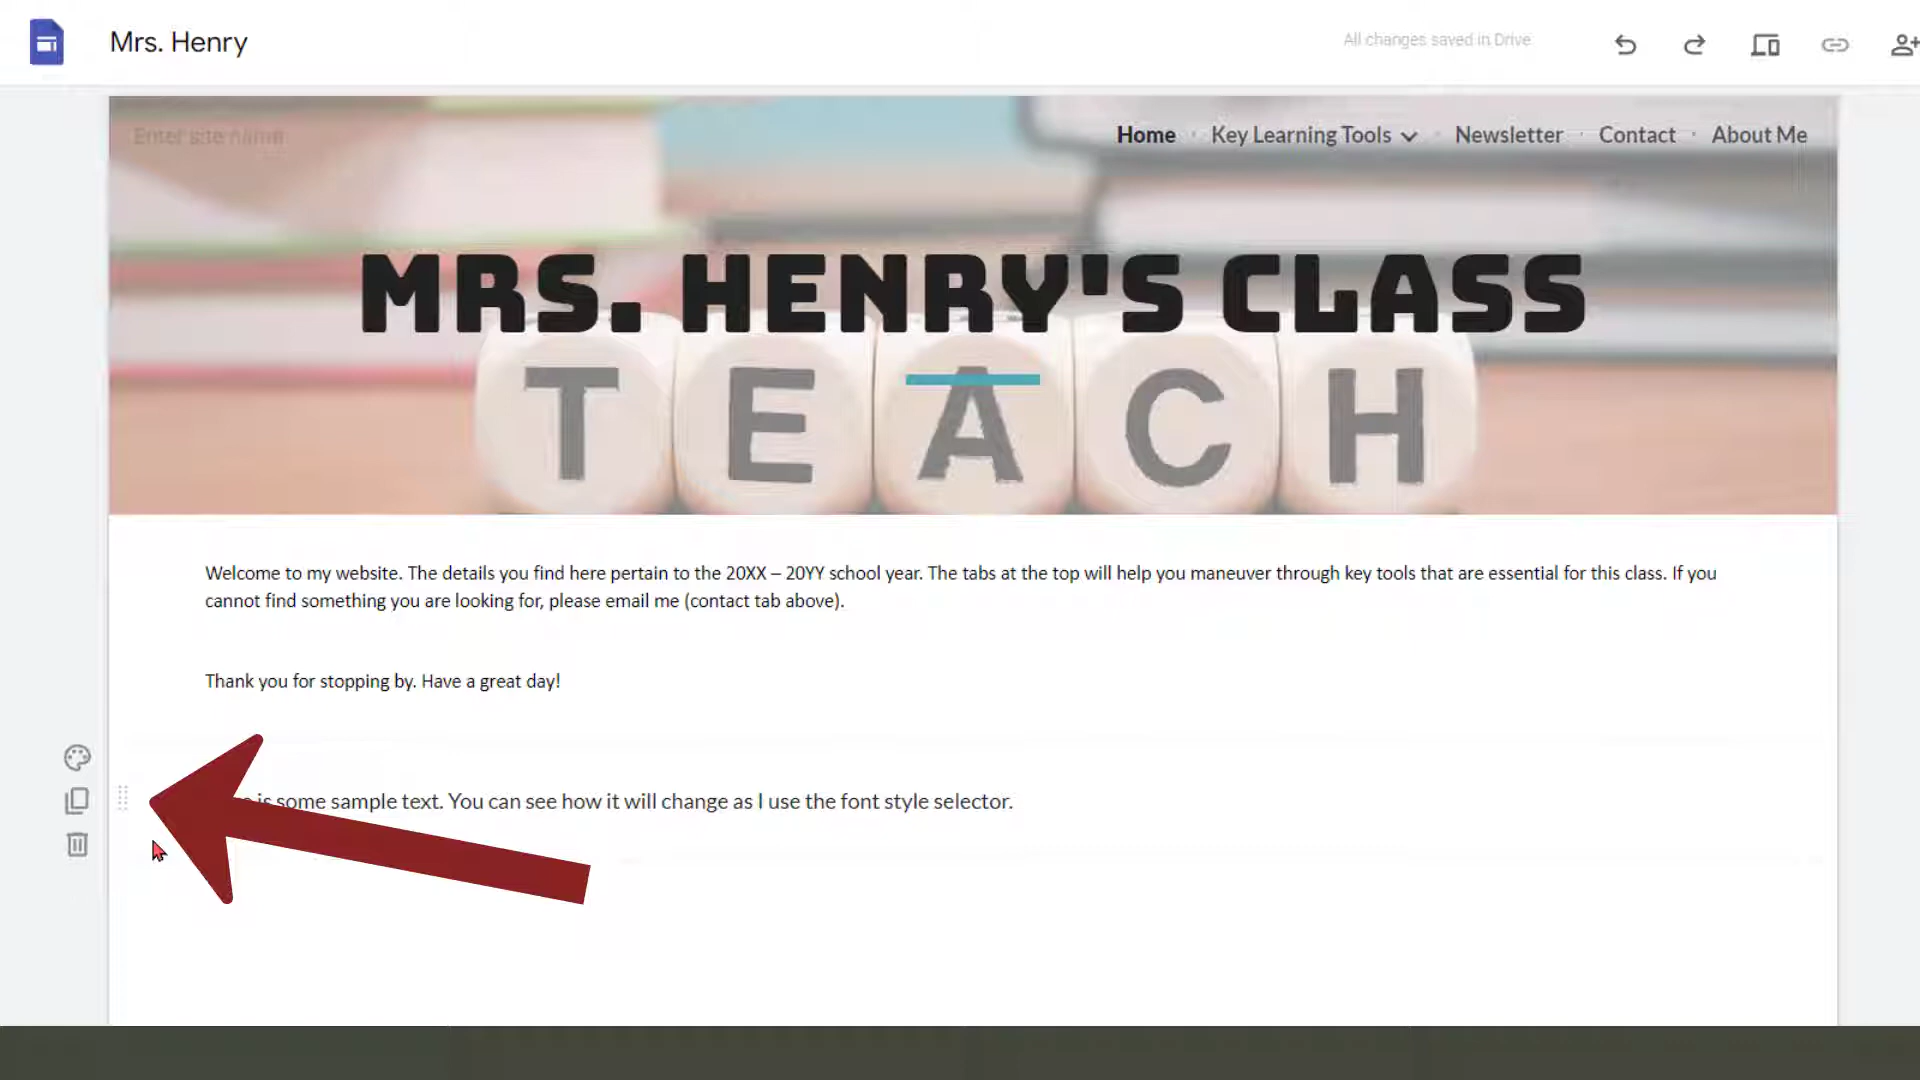 Mrs. Henry
All changes saved in Drive
Enter site name
Home
Key Learning Tools
Newsletter
Contact
About Me
MRS. HENRY'S CLASS
TEACH
Welcome to my website. The details you find here pertain to the 20XX – 20YY school year. The tabs at the top will help you maneuver through key tools that are essential for this class. If you
cannot find something you are looking for, please email me (contact tab above).
Thank you for stopping by. Have a great day!
is some sample text. You can see how it will change as I use the font style selector.